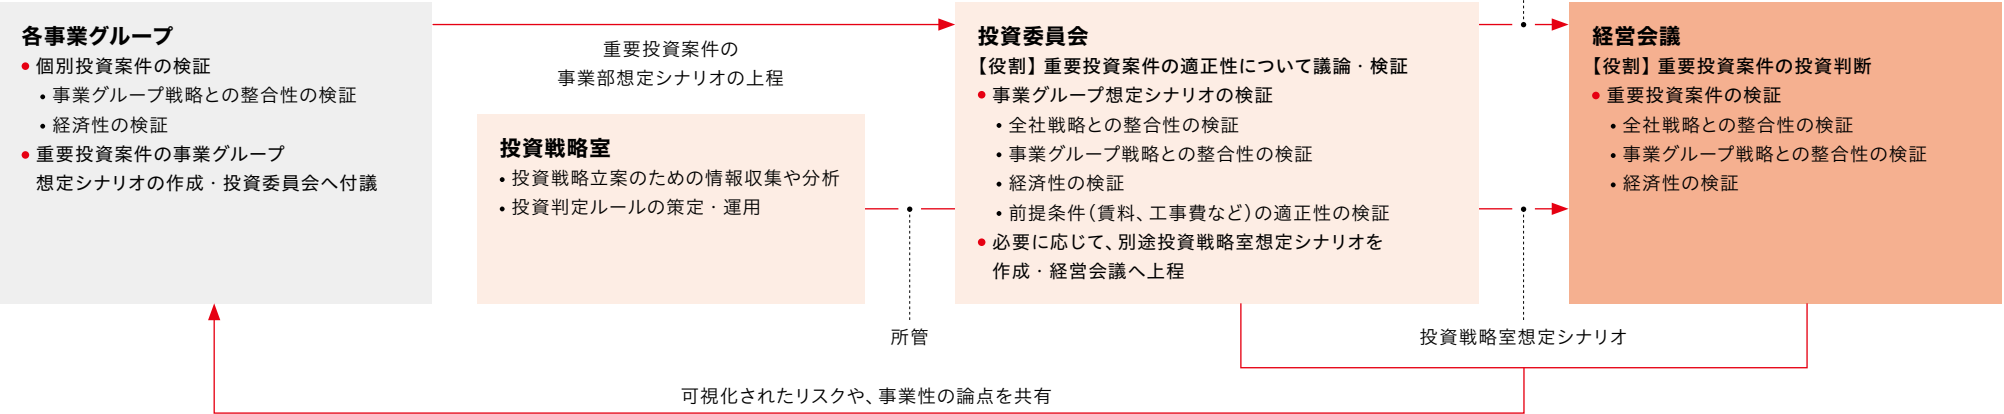 各事業グループ
● 個別投資案件の検証
• 事業グループ戦略との整合性の検証
• 経済性の検証
● 重要投資案件の事業グループ
想定シナリオの作成・投資委員会へ付議
重要投資案件の
事業部想定シナリオの上程
投資戦略室
• 投資戦略立案のための情報収集や分析
• 投資判定ルールの策定・運用
所管
投資委員会
【役割】重要投資案件の適正性について議論・検証
● 事業グループ想定シナリオの検証
• 全社戦略との整合性の検証
• 事業グループ戦略との整合性の検証
• 経済性の検証
• 前提条件（賃料、工事費など）の適正性の検証
● 必要に応じて、別途投資戦略室想定シナリオを
作成・経営会議へ上程
経営会議
【役割】重要投資案件の投資判断
● 重要投資案件の検証
• 全社戦略との整合性の検証
• 事業グループ戦略との整合性の検証
• 経済性の検証
投資戦略室想定シナリオ
可視化されたリスクや、事業性の論点を共有